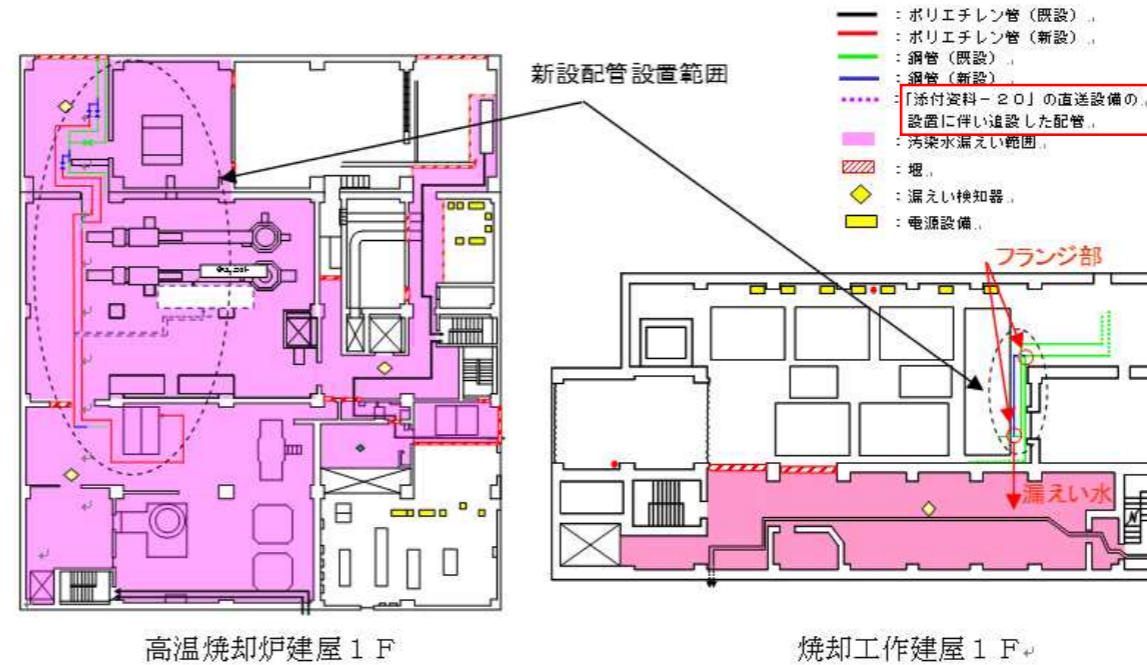 ：ポリエチレン管（既設）
：ポリエチレン管（新設）
：鋼管（既設）
：鋼管（新設）
：「添付資料－２０」の直送設備の
設置に伴い追設した配管
：汚染水漏えい範囲
：堰
：漏えい検知器
：電源設備
新設配管設置範囲
フランジ部
漏えい水
高温焼却炉建屋１Ｆ
焼却工作建屋１Ｆ